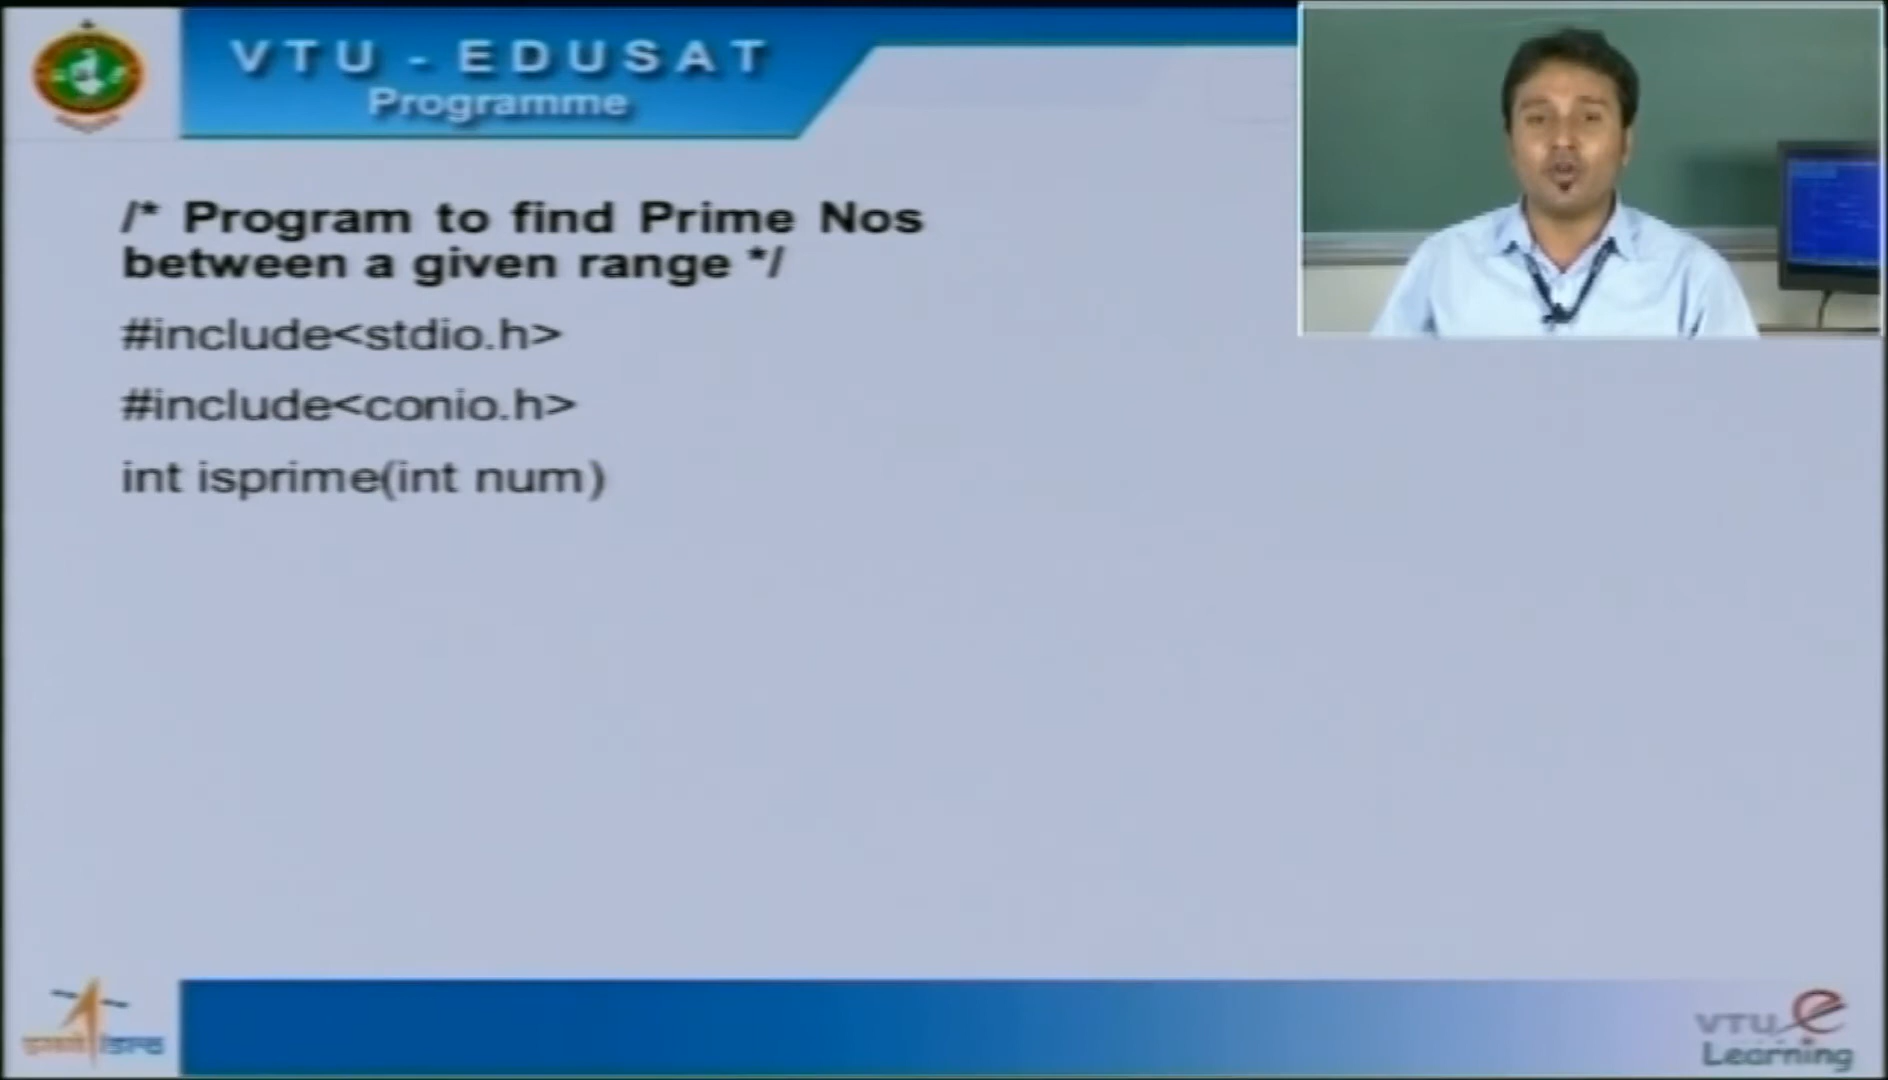 VTU - EDUSAT
Programme
/* Program to find Prime Nos
between a given range */
#include<stdio.h>
#include<conio.h>
int isprime(int num)
VTU e
Learning